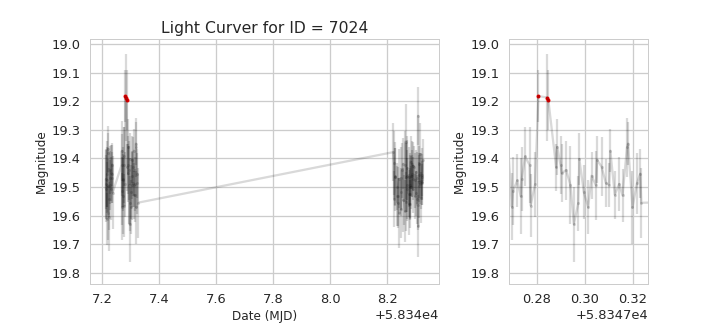 Light Curver for ID = 7024
19.0
19.1
19.2
19.3
19.4
19.5
19.6
19.7
19.8
Magnitude
7.2 7.4 7.6 7.8 8.0 8.2
Date (MJD)
+5.834e4
19.0
19.1
19.2
19.3
19.4
19.5
19.6
19.7
19.8
Magnitude
0.28 0.30 0.32
+5.8347e4